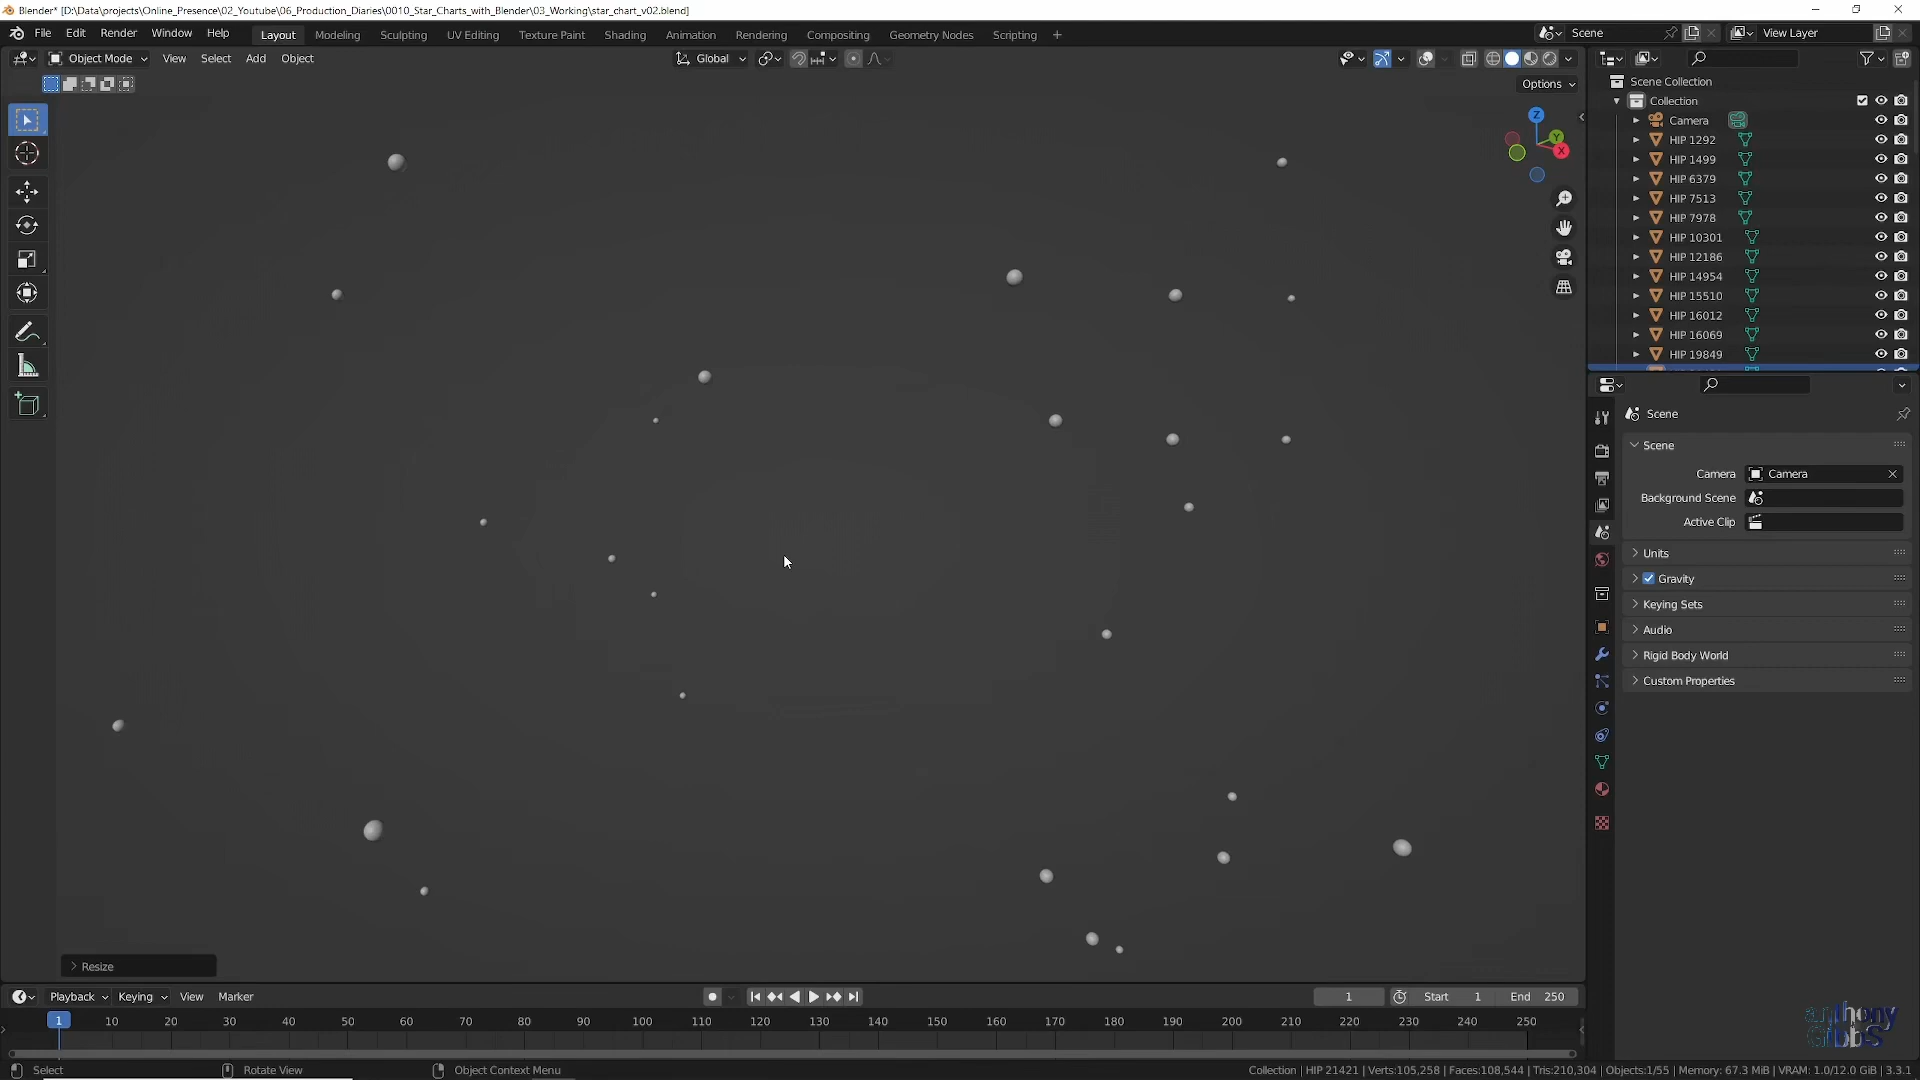 Blender* [D:\Data\projects\Online_Presence\02_Youtube\06_Production_Diaries\0010_Star_Charts_with_Blender\03_Working\star_chart_v02.blend]
File Edit Render Window Help Layout Modeling Sculpting UV Editing Texture Paint Shading Animation Rendering Compositing Geometry Nodes Scripting + Scene View Layer
Object Mode View Select Add Object Global
Options
Z
Y
X
Scene Collection
Collection
Camera
HIP 1292
HIP 1499
HIP 6379
HIP 7513
HIP 7978
HIP 10301
HIP 12186
HIP 14954
HIP 15510
HIP 16012
HIP 16069
HIP 19849
Scene
Scene
Camera Camera
Background Scene
Active Clip
Units
Gravity
Keying Sets
Audio
Rigid Body World
Custom Properties
Resize
Playback Keying View Marker 1 Start 1 End 250
1 10 20 30 40 50 60 70 80 90 100 110 120 130 140 150 160 170 180 190 200 210 220 230 240 250
anthony
GibbS
Select Rotate View Object Context Menu Collection | HIP 21421 | Verts:105,258 | Faces:108,544 | Tris:210,304 | Objects:1/55 | Memory: 67.3 MiB | VRAM: 1.0/12.0 GiB | 3.3.1